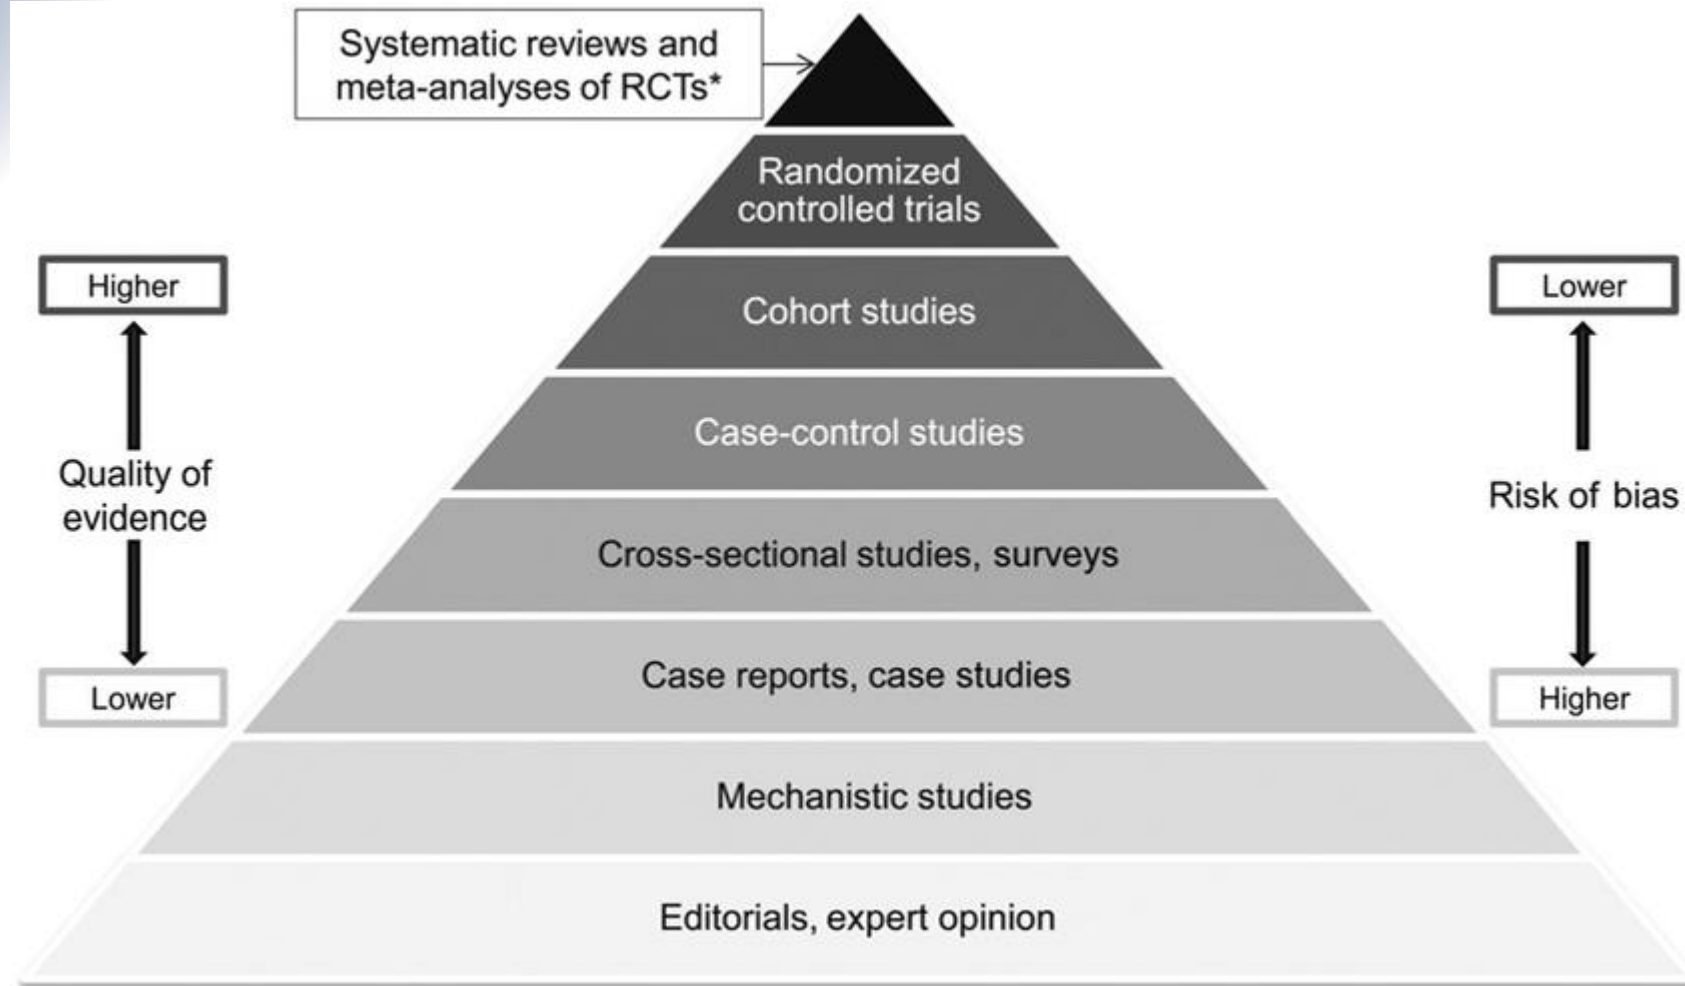 Systematic reviews and
meta-analyses of RCTs*
Randomized
controlled trials
Higher
Lower
Cohort studies
Case-control studies
Quality of
evidence
Risk of bias
Cross-sectional studies, surveys
Case reports, case studies
Lower
Higher
Mechanistic studies
Editorials, expert opinion